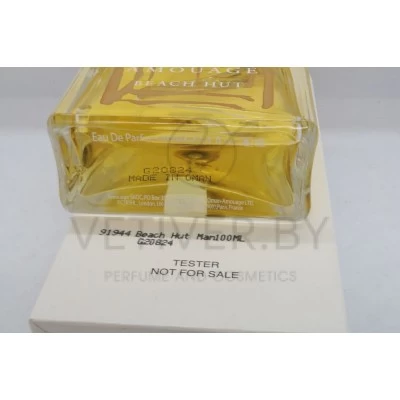 AMOUAGE
BEACH HUT
Eau De Parfum
G20824
MADE IN OMAN
91944 Beach Hut Man100ML
G20824
TESTER
NOT FOR SALE
VETIVER.BY
PERFUME AND COSMETICS